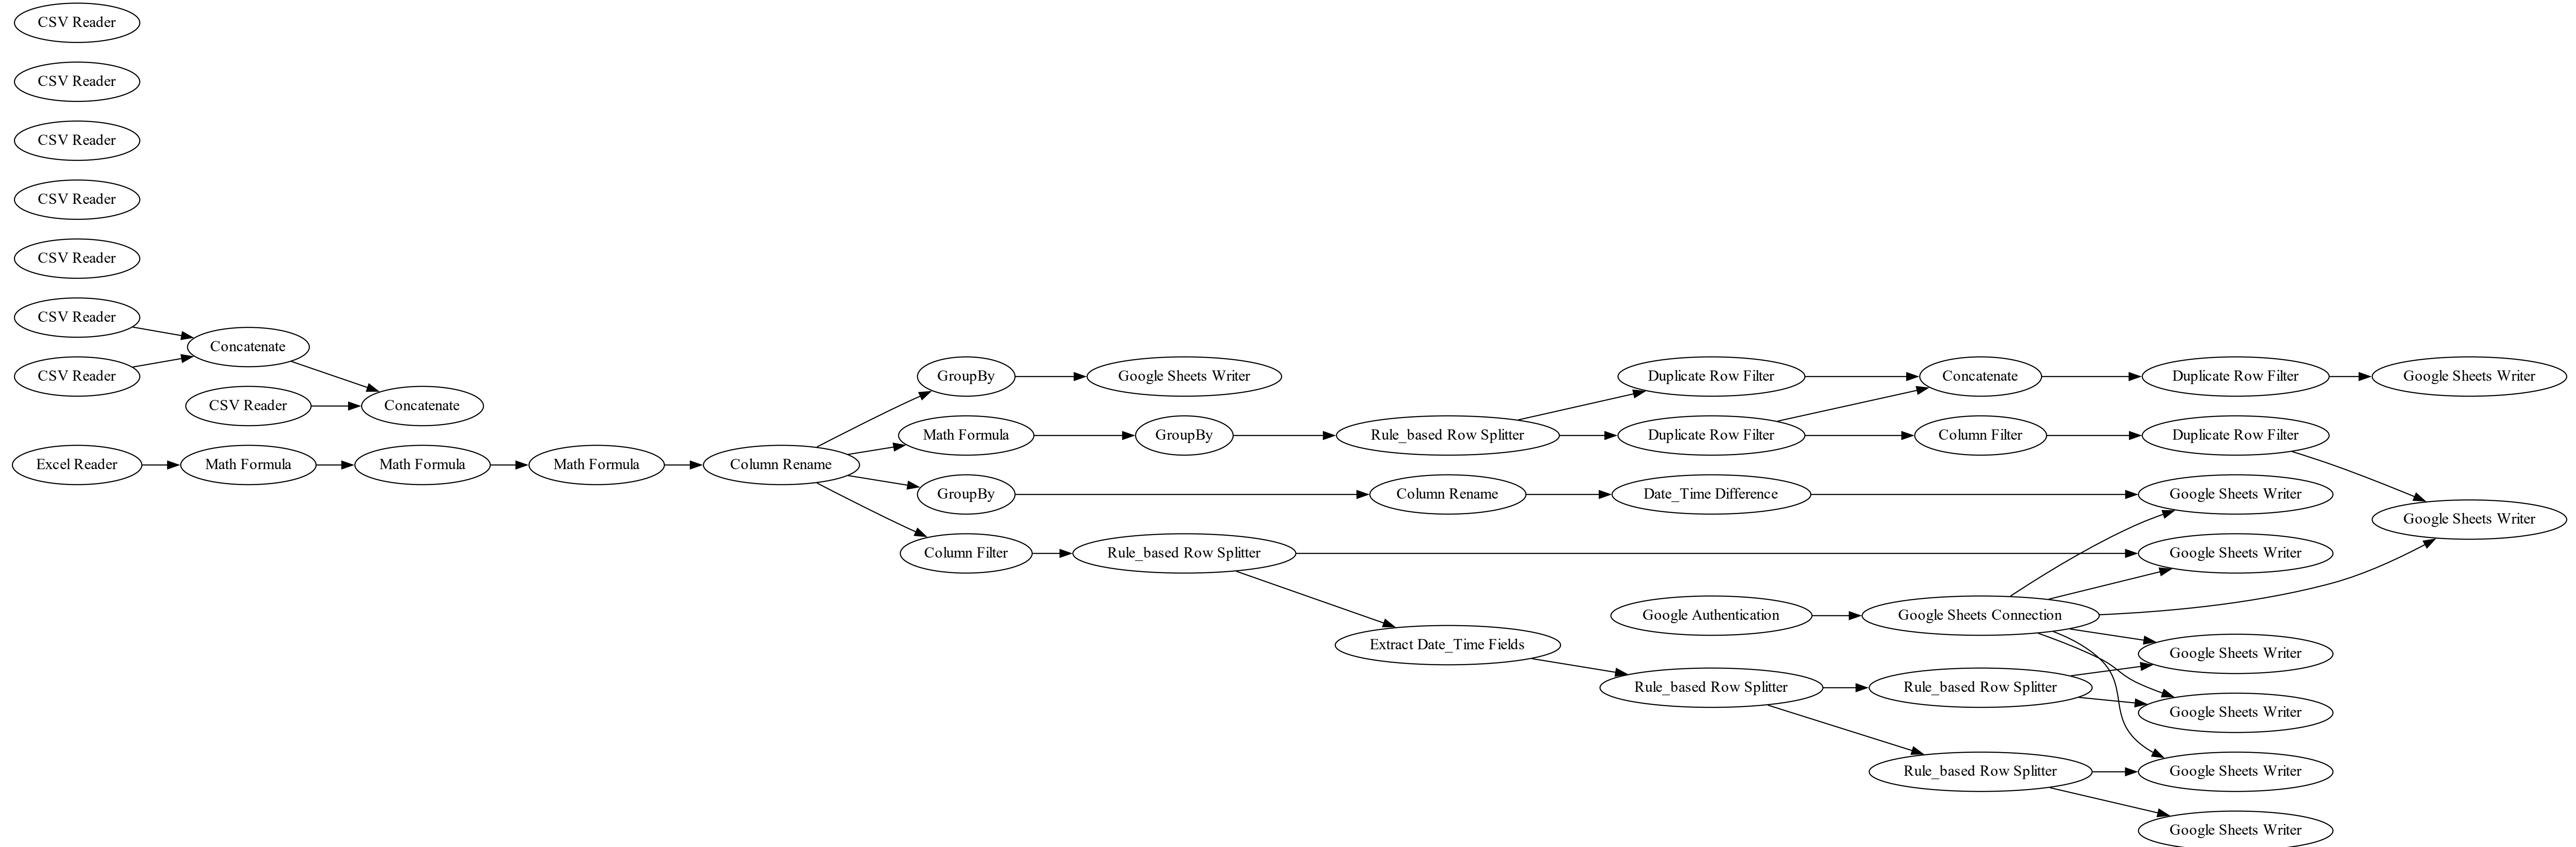 CSV Reader
CSV Reader
CSV Reader
CSV Reader
CSV Reader
CSV Reader
Concatenate
CSV Reader
GroupBy
Google Sheets Writer
Duplicate Row Filter
Concatenate
Duplicate Row Filter
Google Sheets Writer
CSV Reader
Concatenate
Math Formula
GroupBy
Rule_based Row Splitter
Duplicate Row Filter
Column Filter
Duplicate Row Filter
Excel Reader
Math Formula
Math Formula
Math Formula
Column Rename
GroupBy
Column Rename
Date_Time Difference
Google Sheets Writer
Google Sheets Writer
Column Filter
Rule_based Row Splitter
Google Sheets Writer
Google Authentication
Google Sheets Connection
Extract Date_Time Fields
Google Sheets Writer
Rule_based Row Splitter
Rule_based Row Splitter
Google Sheets Writer
Rule_based Row Splitter
Google Sheets Writer
Google Sheets Writer